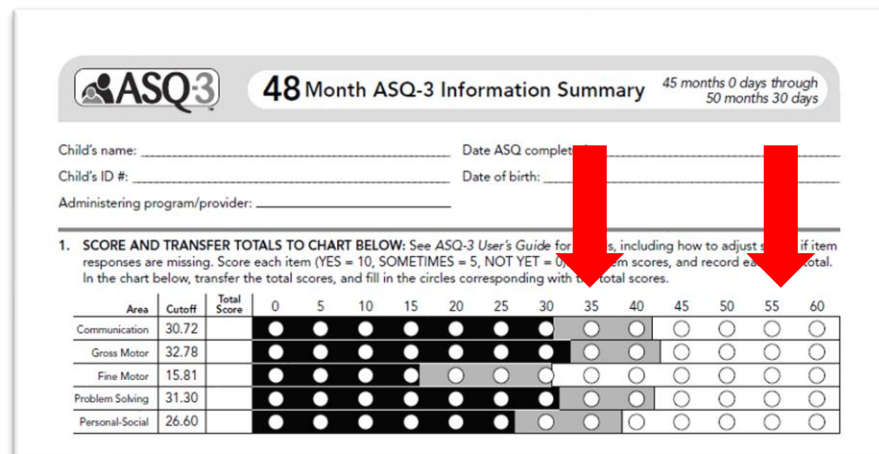 ASQ-3™
48 Month ASQ-3 Information Summary
45 months 0 days through
50 months 30 days
Child's name:
Date ASQ
Child's ID #:
Date of birth:
Administering program/provider:
1. SCORE AND TRANSFER TOTALS TO CHART BELOW: See ASQ-3 User's Guide for including how to adjust if item
responses are missing. Score each item (YES = 10, SOMETIMES = 5, NOT YET = 0) scores, and record total.
In the chart below, transfer the total scores, and fill in the circles corresponding with total scores.
Area Cutoff Total Score 0 5 10 15 20 25 30 35 40 45 50 55 60
Communication 30.72
Gross Motor 32.78
Fine Motor 15.81
Problem Solving 31.30
Personal-Social 26.60